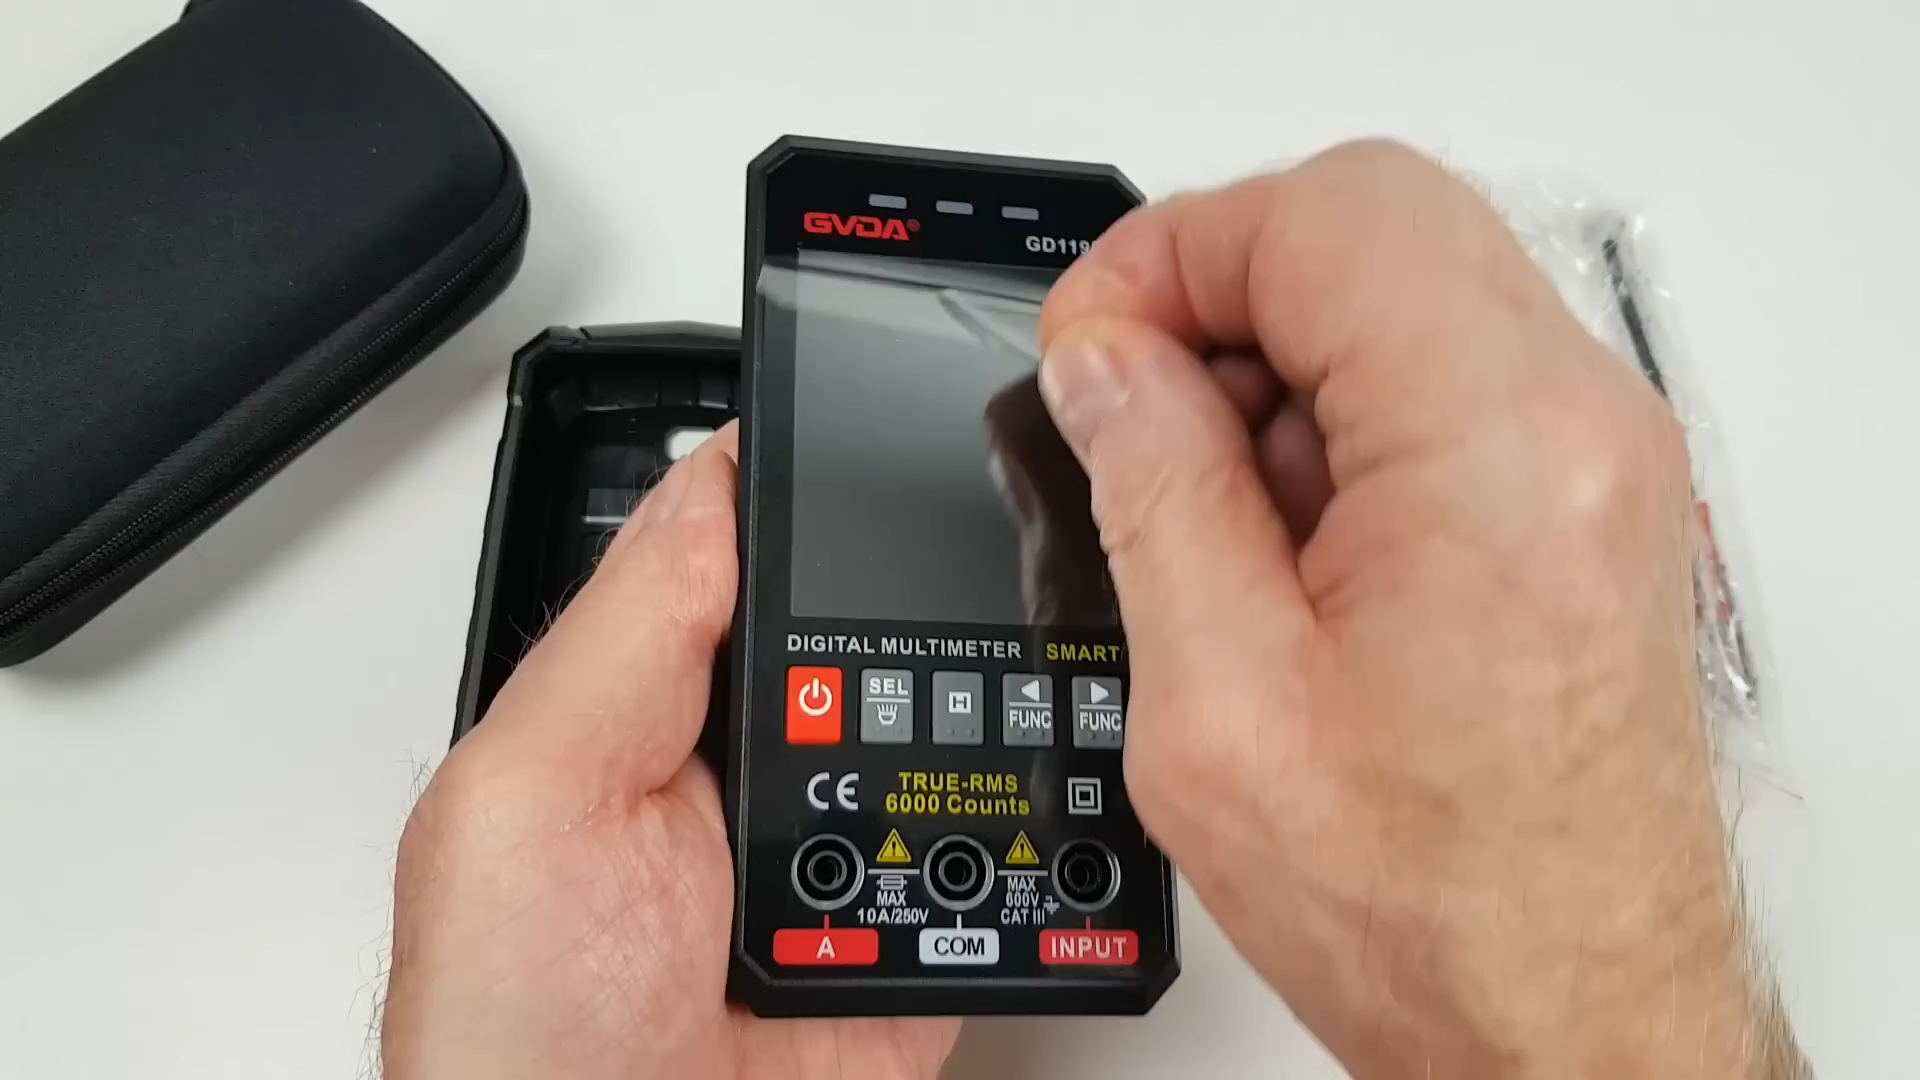 GVDA®
DIGITAL MULTIMETER SMART
SEL
H
FUNC
FUNC
CE
TRUE-RMS
6000 Counts
MAX
10A/250V
MAX
600V
CAT III
A
COM
INPUT